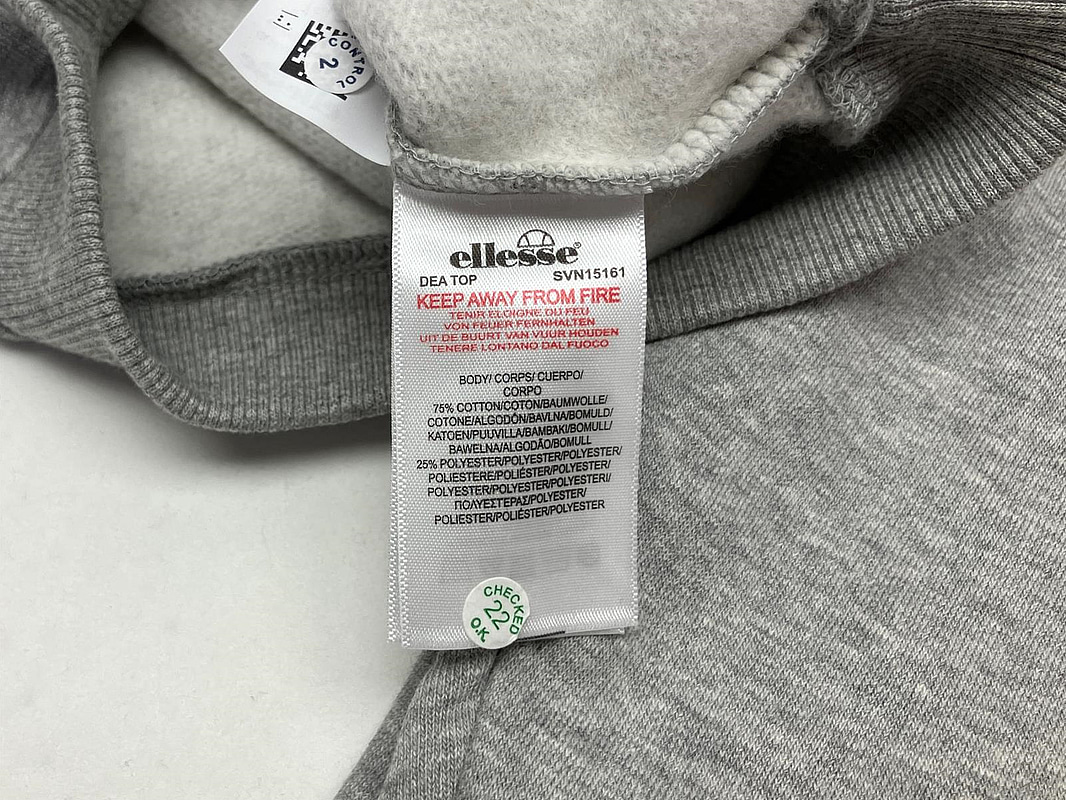 CONTROL
2
ellesse®
DEA TOP SVN15161
KEEP AWAY FROM FIRE
TENIR ELOIGNE DU FEU
VON FEUER FERNHALTEN
UIT DE BUURT VAN VUUR HOUDEN
TENERE LONTANO DAL FUOCO
BODY/ CORPS/ CUERPO/
CORPO
75% COTTON/COTON/BAUMWOLLE/
COTONE/ALGODÓN/BAVLNA/BOMULD/
KATOEN/PUUVILLA/BAMBAKI/BOMULL/
BAWELNA/ALGODÃO/BOMULL
25% POLYESTER/POLYESTER/POLYESTER/
POLIESTERE/POLIÉSTER/POLYESTER/
POLYESTER/POLYESTER/POLYESTERI/
ΠΟΛΥΕΣΤΕΡΑΣ/POLYESTER/
POLIESTER/POLIÉSTER/POLYESTER
CHECKED
22
O.K